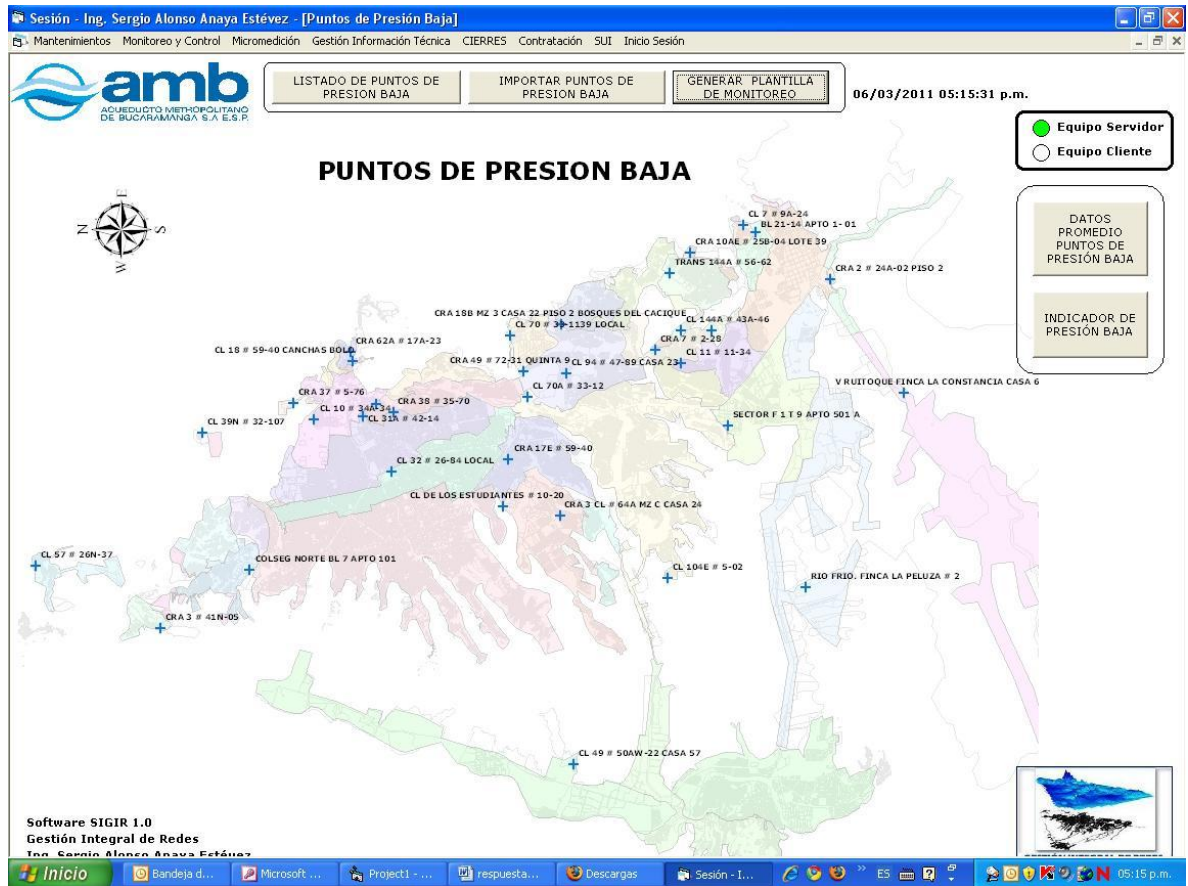 Sesión - Ing. Sergio Alonso Anaya Estévez - [Puntos de Presión Baja]
Mantenimientos Monitoreo y Control Micromedición Gestión Información Técnica CIERRES Contratación SUI Inicio Sesión
amb
ACUEDUCTO METROPOLITANO
DE BUCARAMANGA S.A E.S.P.
LISTADO DE PUNTOS DE
PRESION BAJA
IMPORTAR PUNTOS DE
PRESION BAJA
GENERAR PLANTILLA
DE MONITOREO
06/03/2011 05:15:31 p.m.
Equipo Servidor
Equipo Cliente
PUNTOS DE PRESION BAJA
DATOS
PROMEDIO
PUNTOS DE
PRESIÓN BAJA
INDICADOR DE
PRESIÓN BAJA
E
N
S
W
CL 7 # 9A-24
BL 21-14 APTO 1-01
CRA 10AE # 25B-04 LOTE 39
TRANS 144A # 56-62
CRA 2 # 24A-02 PISO 2
CRA 18B MZ 3 CASA 22 PISO 2 BOSQUES DEL CACIQUE
CL 144A # 43A-46
CRA 62A # 17A-23
CRA 7 # 2-28
CL 18 # 59-40 CANCHAS BOLO
CRA 49 # 72-31 QUINTA 9
CL 94 # 47-89 CASA 23
CL 11 # 11-34
CL 70A # 33-12
V RUITOQUE FINCA LA CONSTANCIA CASA 6
CRA 37 # 5-76
CRA 38 # 35-70
CL 10 # 34A-34
CL 31A # 42-14
SECTOR F 1 T 9 APTO 501 A
CL 39N # 32-107
CRA 17E # 59-40
CL 32 # 26-84 LOCAL
CL DE LOS ESTUDIANTES # 10-20
CRA 3 CL # 64A MZ C CASA 24
CL 57 # 26N-37
COLSEG NORTE BL 7 APTO 101
CL 104E # 5-02
RIO FRIO. FINCA LA PELUZA # 2
CRA 3 # 41N-05
CL 49 # 50AW-22 CASA 57
Software SIGIR 1.0
Gestión Integral de Redes
Ing. Sergio Alonso Anaya Estévez
Inicio
Bandeja d...
Microsoft ...
Project1 - ...
respuesta...
Descargas
Sesión - I...
ES
05:15 p.m.